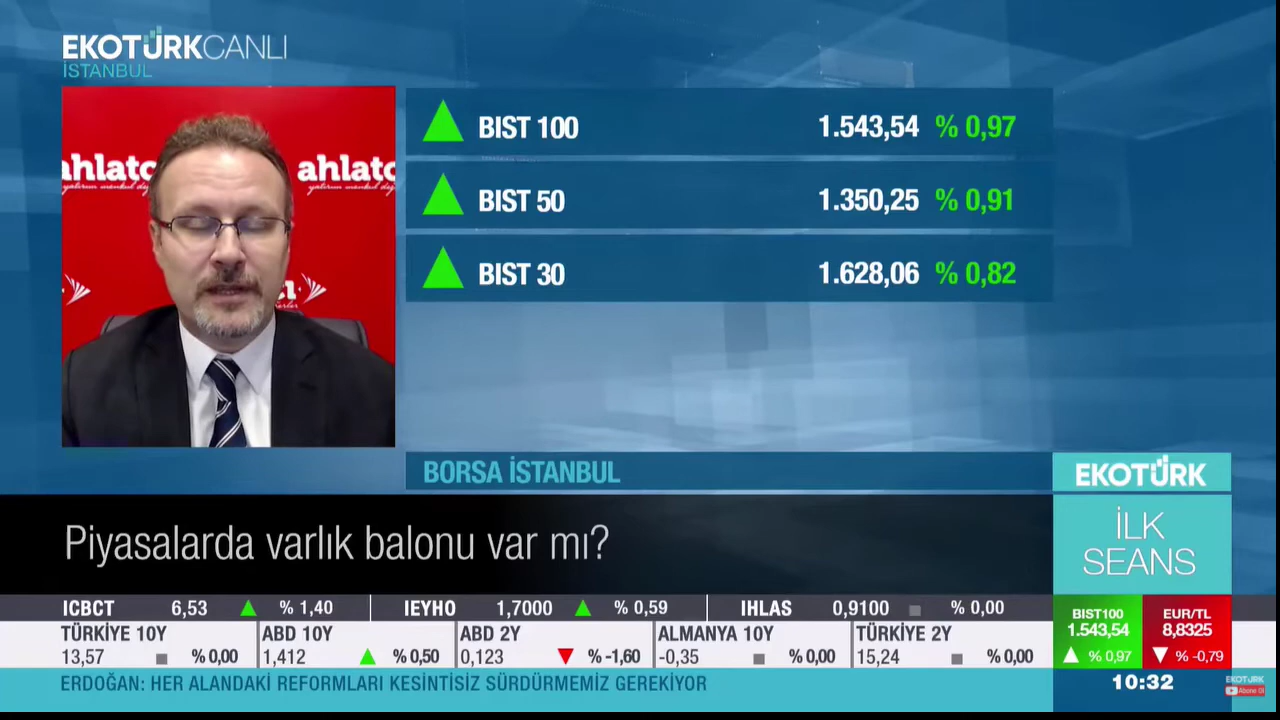 EKOTÜRKCANLI
İSTANBUL
ahlatc ahlatc
BIST 100 1.543,54 % 0,97
BIST 50 1.350,25 % 0,91
BIST 30 1.628,06 % 0,82
BORSA İSTANBUL
EKOTÜRK
İLK
SEANS
Piyasalarda varlık balonu var mı?
ICBCT 6,53 % 1,40 IEYHO 1,7000 % 0,59 IHLAS 0,9100 % 0,00
TÜRKİYE 10Y ABD 10Y ABD 2Y ALMANYA 10Y TÜRKİYE 2Y
13,57 % 0,00 1,412 % 0,50 0,123 % -1,60 -0,35 % 0,00 15,24 % 0,00
BIST100 EUR/TL
1.543,54 8,8325
% 0,97 % -0,79
ERDOĞAN: HER ALANDAKİ REFORMLARI KESİNTİSİZ SÜRDÜRMEMİZ GEREKİYOR
10:32
EKOTÜRK
Abone Ol